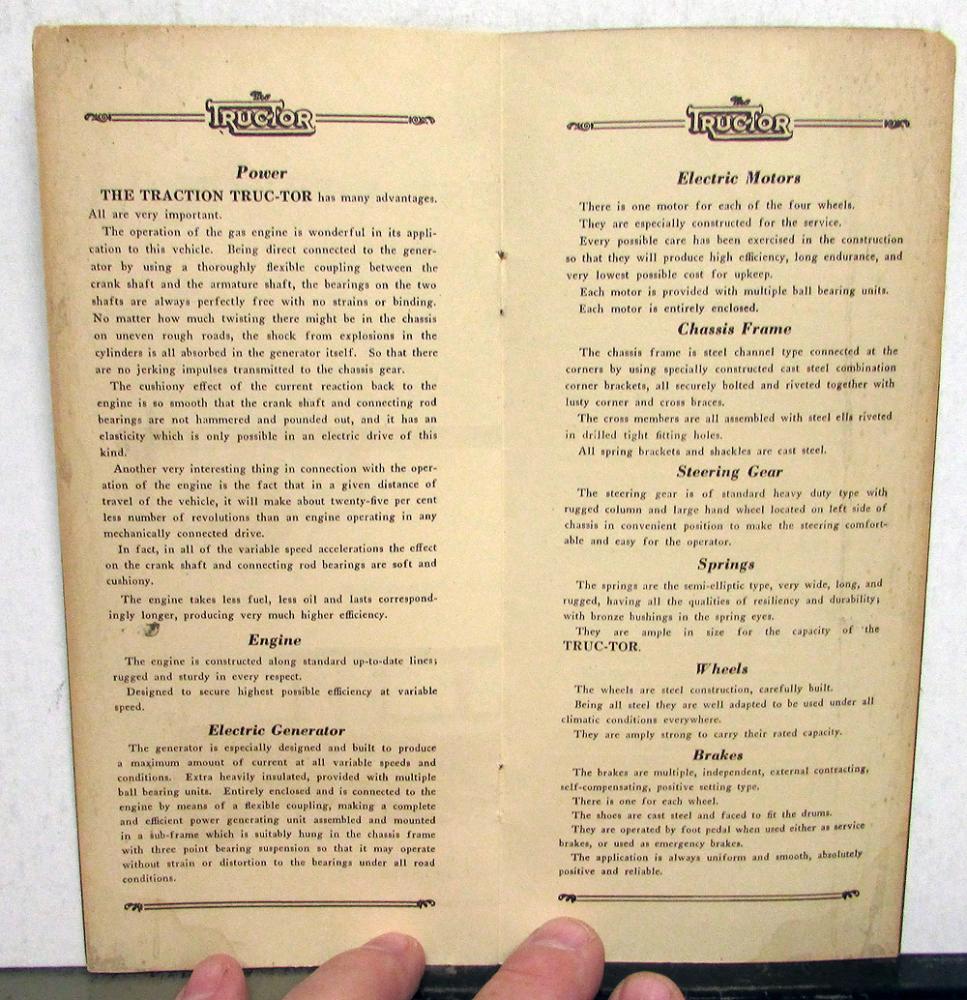 The
TRUC-TOR
Power
THE TRACTION TRUC-TOR has many advantages.
All are very important.
The operation of the gas engine is wonderful in its appli-
cation to this vehicle. Being direct connected to the gener-
ator by using a thoroughly flexible coupling between the
crank shaft and the armature shaft, the bearings on the two
shafts are always perfectly free with no strains or binding.
No matter how much twisting there might be in the chassis
on uneven rough roads, the shock from explosions in the
cylinders is all absorbed in the generator itself. So that there
are no jerking impulses transmitted to the chassis gear.
The cushiony effect of the current reaction back to the
engine is so smooth that the crank shaft and connecting rod
bearings are not hammered and pounded out, and it has an
elasticity which is only possible in an electric drive of this
kind.
Another very interesting thing in connection with the oper-
ation of the engine is the fact that in a given distance of
travel of the vehicle, it will make about twenty-five per cent
less number of revolutions than an engine operating in any
mechanically connected drive.
In fact, in all of the variable speed accelerations the effect
on the crank shaft and connecting rod bearings are soft and
cushiony.
The engine takes less fuel, less oil and lasts correspond-
ingly longer, producing very much higher efficiency.
Engine
The engine is constructed along standard up-to-date lines;
rugged and sturdy in every respect.
Designed to secure highest possible efficiency at variable
speed.
Electric Generator
The generator is especially designed and built to produce
a maximum amount of current at all variable speeds and
conditions. Extra heavily insulated, provided with multiple
ball bearing units. Entirely enclosed and is connected to the
engine by means of a flexible coupling, making a complete
and efficient power generating unit assembled and mounted
in a sub-frame which is suitably hung in the chassis frame
with three point bearing suspension so that it may operate
without strain or distortion to the bearings under all road
conditions.
The
TRUC-TOR
Electric Motors
There is one motor for each of the four wheels.
They are especially constructed for the service.
Every possible care has been exercised in the construction
so that they will produce high efficiency, long endurance, and
very lowest possible cost for upkeep.
Each motor is provided with multiple ball bearing units.
Each motor is entirely enclosed.
Chassis Frame
The chassis frame is steel channel type connected at the
corners by using specially constructed cast steel combination
corner brackets, all securely bolted and riveted together with
lusty corner and cross braces.
The cross members are all assembled with steel ells riveted
in drilled tight fitting holes.
All spring brackets and shackles are cast steel.
Steering Gear
The steering gear is of standard heavy duty type with
rugged column and large hand wheel located on left side of
chassis in convenient position to make the steering comfort-
able and easy for the operator.
Springs
The springs are the semi-elliptic type, very wide, long, and
rugged, having all the qualities of resiliency and durability;
with bronze bushings in the spring eyes.
They are ample in size for the capacity of the
TRUC-TOR.
Wheels
The wheels are steel construction, carefully built.
Being all steel they are well adapted to be used under all
climatic conditions everywhere.
They are amply strong to carry their rated capacity.
Brakes
The brakes are multiple, independent, external contracting,
self-compensating, positive setting type.
There is one for each wheel.
The shoes are cast steel and faced to fit the drums.
They are operated by foot pedal when used either as service
brakes, or used as emergency brakes.
The application is always uniform and smooth, absolutely
positive and reliable.